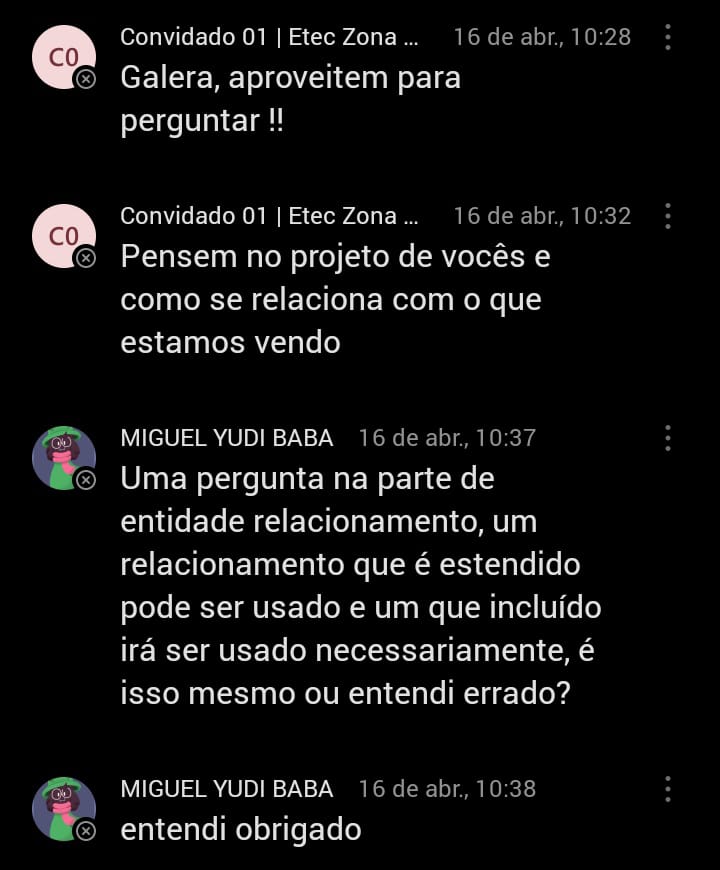 C0
Convidado 01 | Etec Zona ... 16 de abr., 10:28
Galera, aproveitem para
perguntar !!
C0
Convidado 01 | Etec Zona ... 16 de abr., 10:32
Pensem no projeto de vocês e
como se relaciona com o que
estamos vendo
MIGUEL YUDI BABA 16 de abr., 10:37
Uma pergunta na parte de
entidade relacionamento, um
relacionamento que é estendido
pode ser usado e um que incluído
irá ser usado necessariamente, é
isso mesmo ou entendi errado?
MIGUEL YUDI BABA 16 de abr., 10:38
entendi obrigado